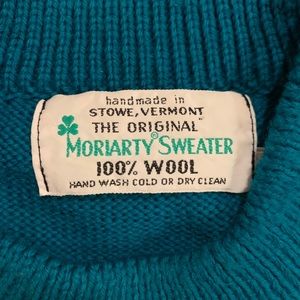 handmade in
STOWE, VERMONT
THE ORIGINAL
MORIARTY® SWEATER
100% WOOL
HAND WASH COLD OR DRY CLEAN